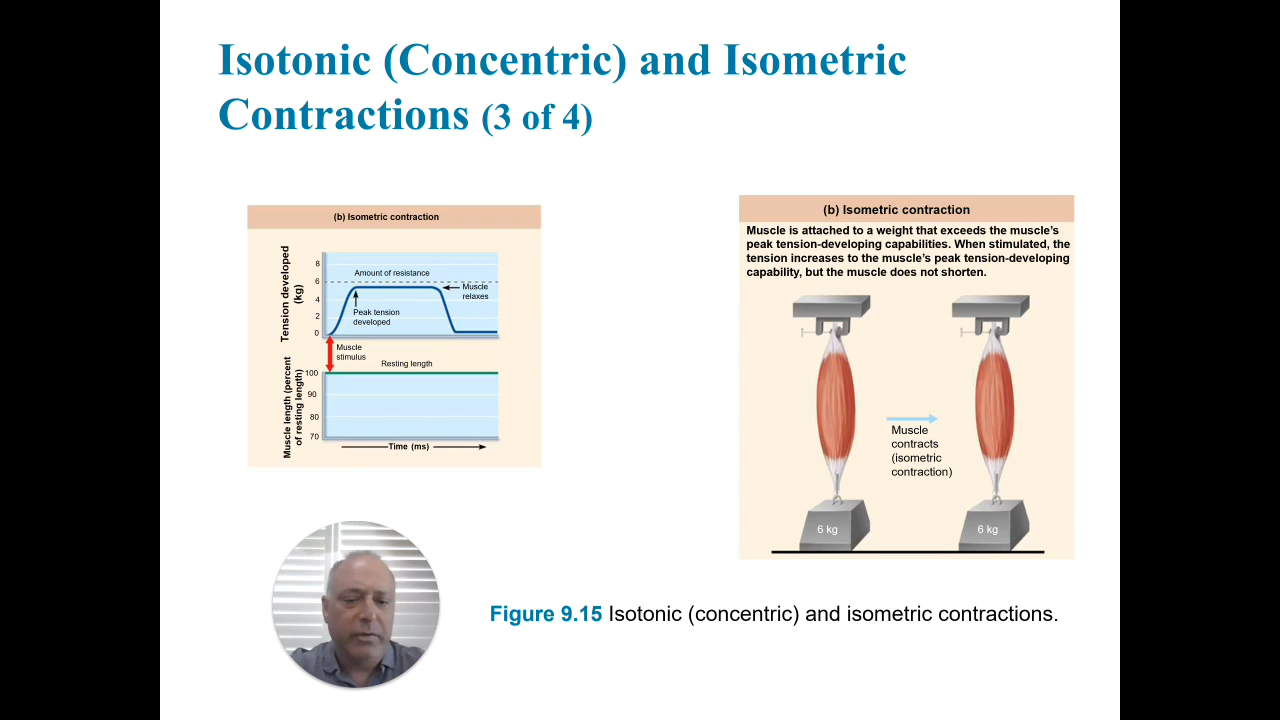 Isotonic (Concentric) and Isometric
Contractions (3 of 4)
(b) Isometric contraction
Tension developed
(kg)
8
6
4
2
0
Amount of resistance
Muscle
relaxes
Peak tension
developed
Muscle
stimulus
Resting length
Muscle length (percent
of resting length)
100
90
80
70
Time (ms)
(b) Isometric contraction
Muscle is attached to a weight that exceeds the muscle’s
peak tension-developing capabilities. When stimulated, the
tension increases to the muscle’s peak tension-developing
capability, but the muscle does not shorten.
Muscle
contracts
(isometric
contraction)
6 kg
6 kg
Figure 9.15 Isotonic (concentric) and isometric contractions.